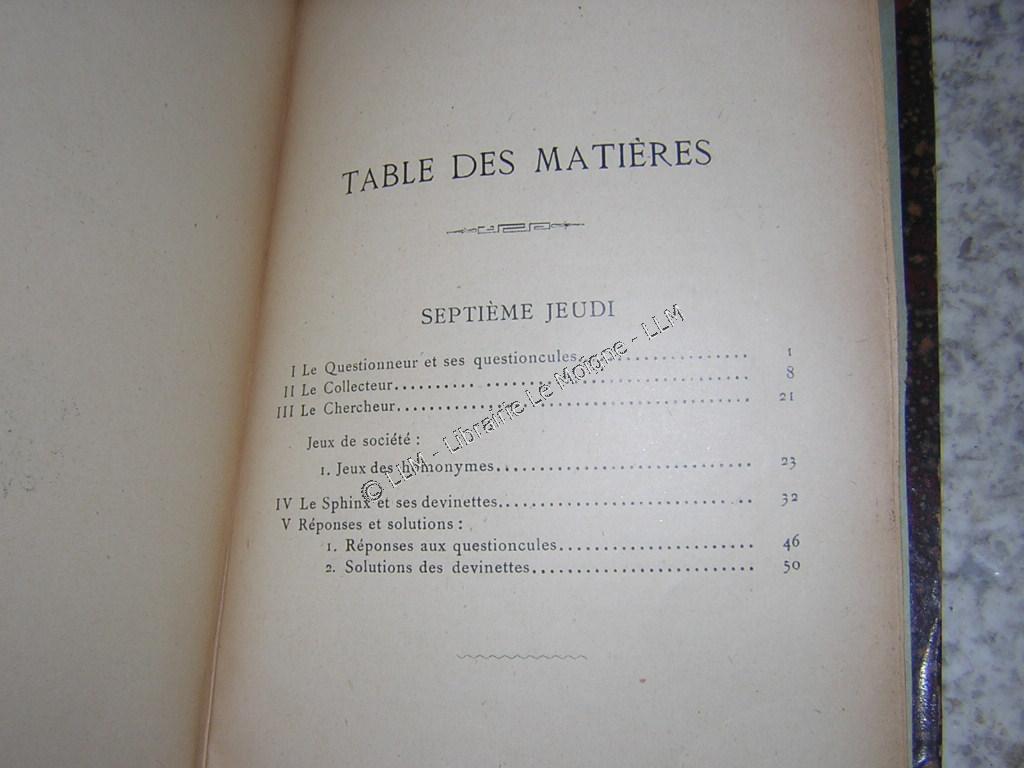 TABLE DES MATIÈRES
SEPTIÈME JEUDI
I Le Questionneur et ses questioncules........................ 1
II Le Collecteur........................ 8
III Le Chercheur........................ 21
Jeux de société :
1. Jeux des homonymes........................ 23
IV Le Sphinx et ses devinettes........................ 32
V Réponses et solutions :
1. Réponses aux questioncules........................ 46
2. Solutions des devinettes........................ 50
© LLM - Librairie Le Moigne - LLM